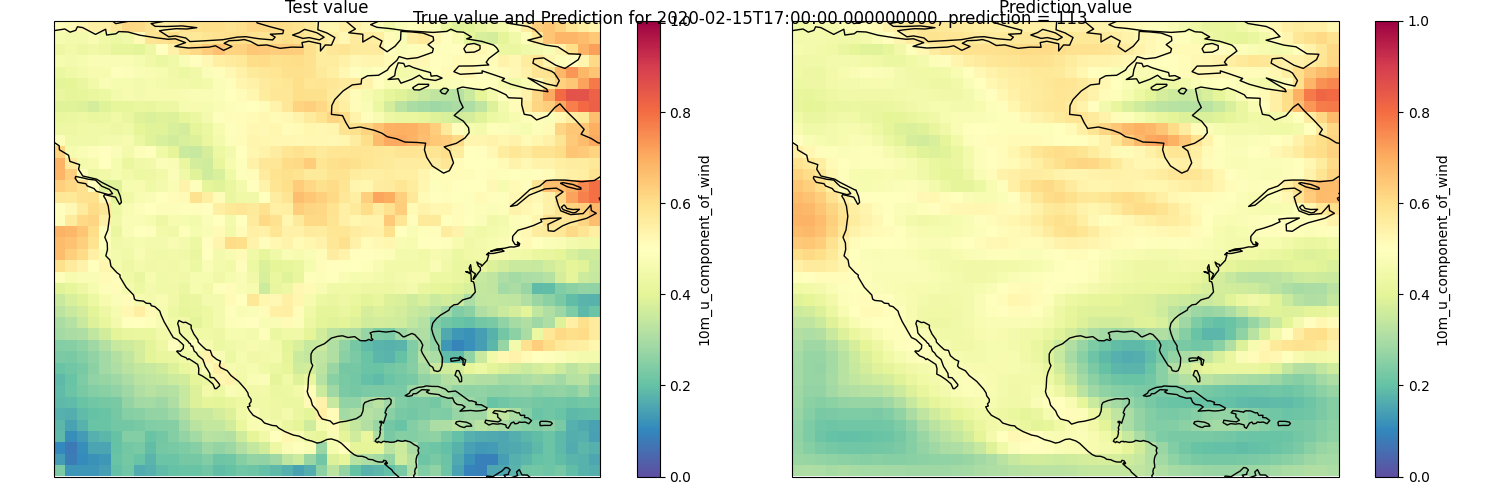 Test value
True value and Prediction for 2020-02-15T17:00:00.000000000, prediction = 113
Prediction value
1.0
0.8
0.6
0.4
0.2
0.0
10m_u_component_of_wind
1.0
0.8
0.6
0.4
0.2
0.0
10m_u_component_of_wind